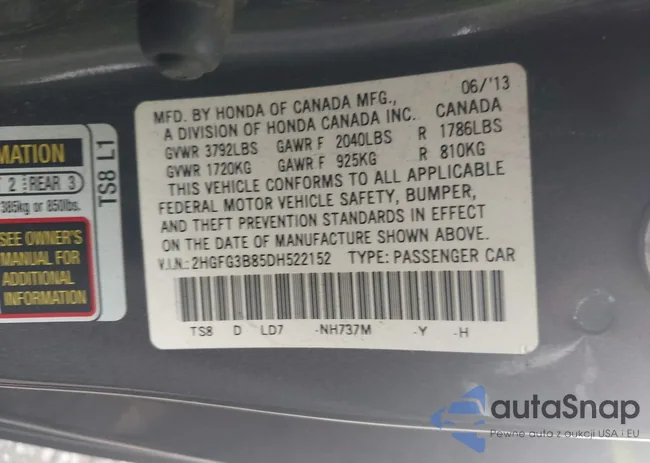 MATION
2 REAR 3
385kg or 850lbs.
SEE OWNER'S
MANUAL FOR
ADDITIONAL
INFORMATION
TS8 L1
MFD. BY HONDA OF CANADA MFG., 06/'13
A DIVISION OF HONDA CANADA INC. CANADA
GVWR 3792LBS GAWR F 2040LBS R 1786LBS
GVWR 1720KG GAWR F 925KG R 810KG
THIS VEHICLE CONFORMS TO ALL APPLICABLE
FEDERAL MOTOR VEHICLE SAFETY, BUMPER,
AND THEFT PREVENTION STANDARDS IN EFFECT
ON THE DATE OF MANUFACTURE SHOWN ABOVE.
V.I.N.: 2HGFG3B85DH522152 TYPE: PASSENGER CAR
TS8 D LD7 -NH737M -Y -H
autoSnap
Pewne auta z aukcji USA i EU